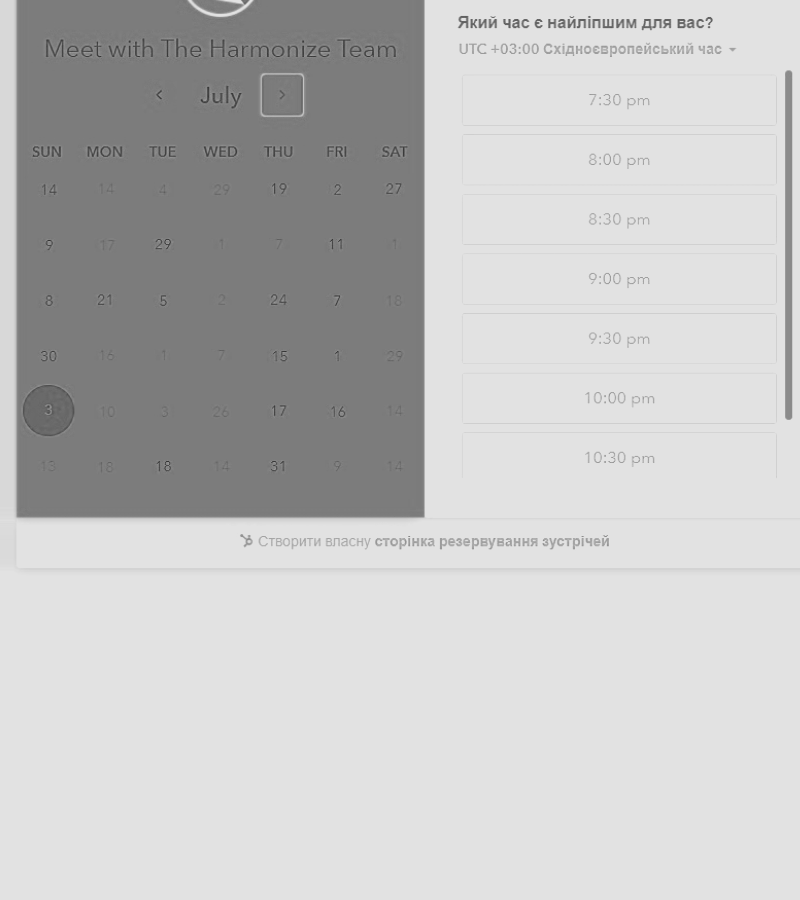 Meet with The Harmonize Team
July
SUN MON TUE WED THU FRI SAT
14 14 4 29 19 2 27
9 17 29 1 7 11 1
8 21 5 2 24 7 18
30 16 1 7 15 1 29
3 10 3 26 17 16 14
13 18 18 14 31 9 14
Який час є найліпшим для вас?
UTC +03:00 Східноєвропейський час
7:30 pm
8:00 pm
8:30 pm
9:00 pm
9:30 pm
10:00 pm
10:30 pm
Створити власну сторінка резервування зустрічей